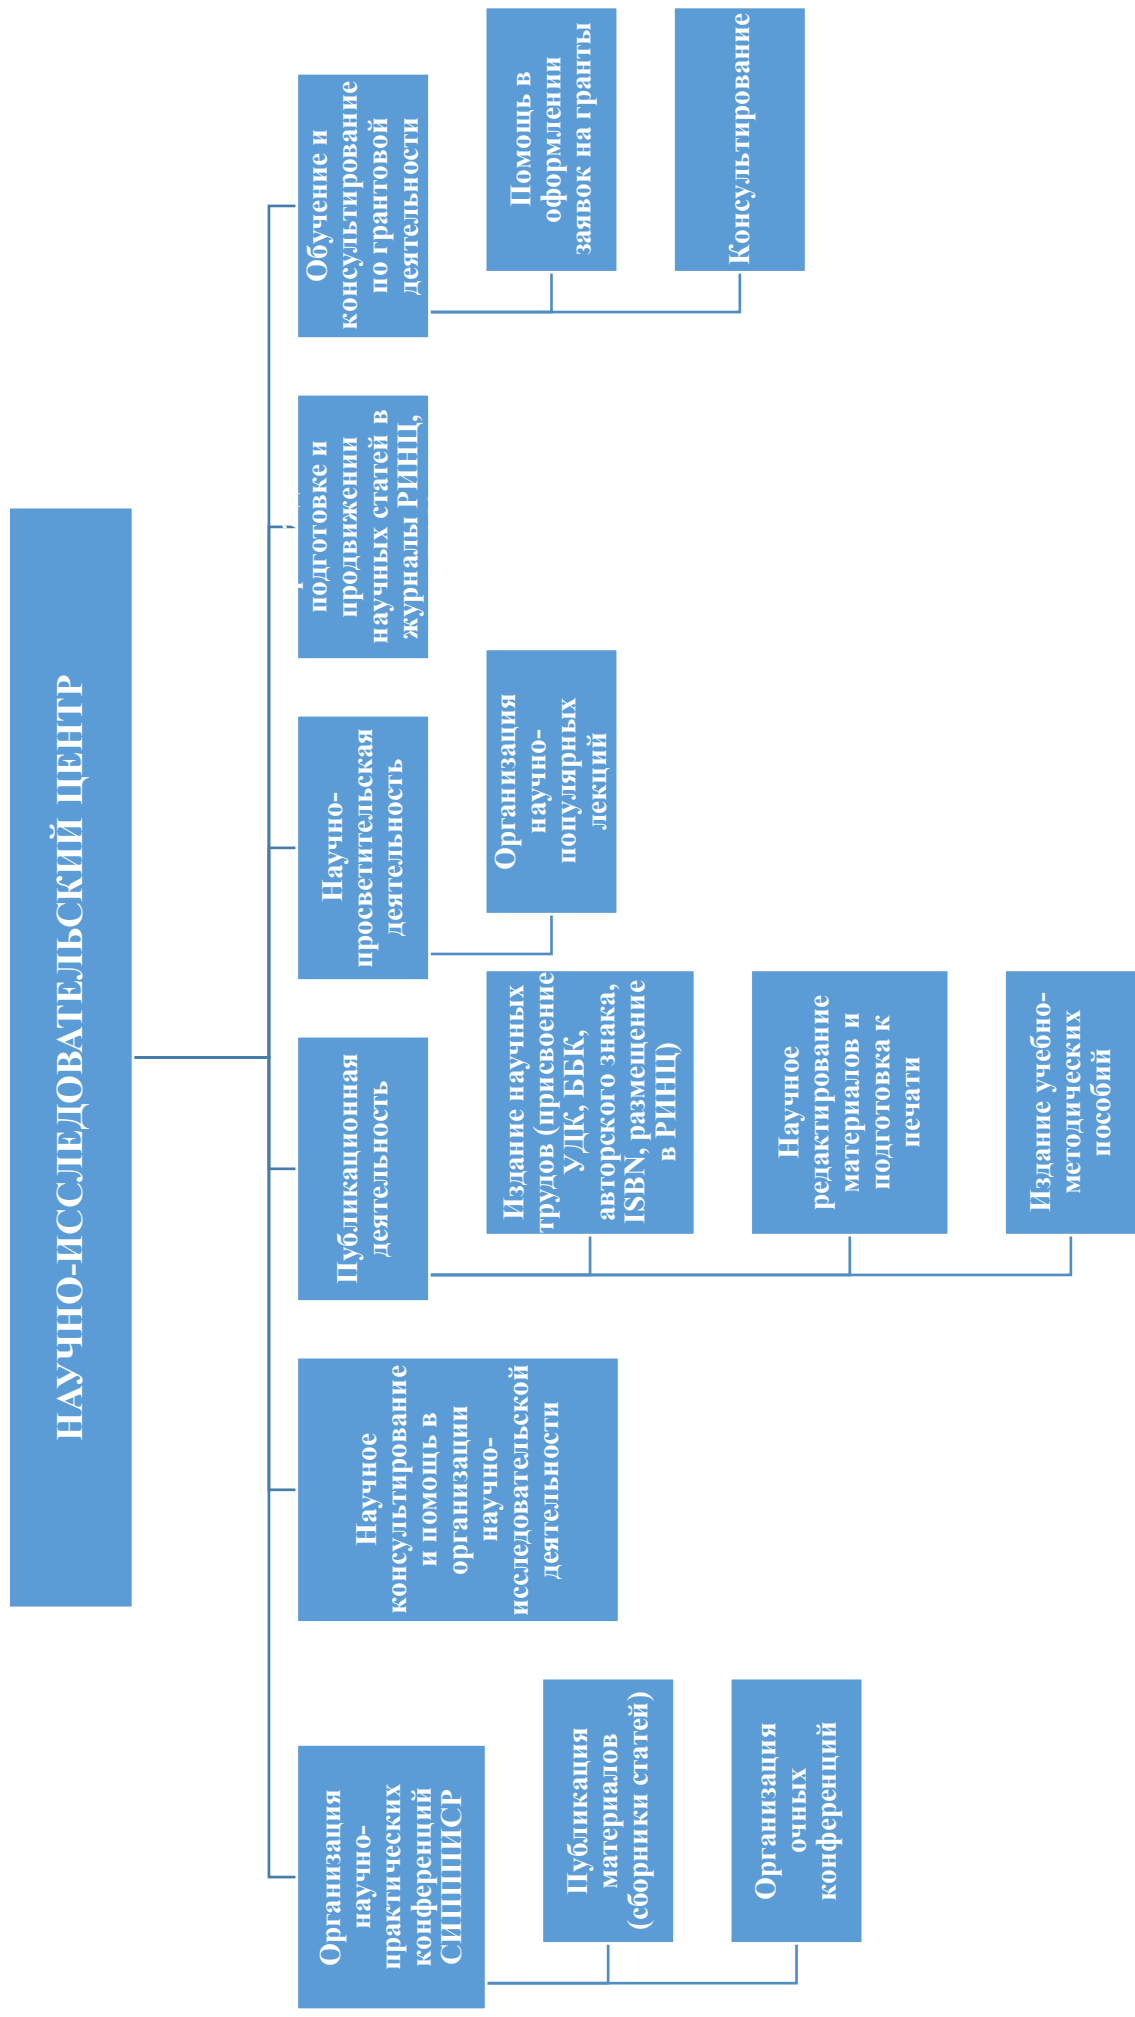 НАУЧНО-ИССЛЕДОВАТЕЛЬСКИЙ ЦЕНТР
Организация
научно-
практических
конференций
СИППИСР
Публикация
материалов
(сборники статей)
Организация
очных
конференций
Научное
консультирование
и помощь в
организации
научно-
исследовательской
деятельности
Публикационная
деятельность
Издание научных
трудов (присвоение
УДК, ББК,
авторского знака,
ISBN, размещение
в РИНЦ)
Научное
редактирование
материалов и
подготовка к
печати
Издание учебно-
методических
пособий
Научно-
просветительская
деятельность
Организация
научно-
популярных
лекций
подготовке и
продвижении
научных статей в
журналы РИНЦ,
Обучение и
консультирование
по грантовой
деятельности
Помощь в
оформлении
заявок на гранты
Консультирование